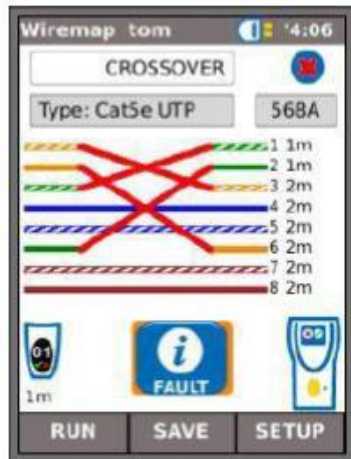 Wiremap tom '4:06
CROSSOVER
Type: Cat5e UTP 568A
1 1m
2 1m
3 2m
4 2m
5 2m
6 2m
7 2m
8 2m
01
09
1m
i
FAULT
RUN SAVE SETUP